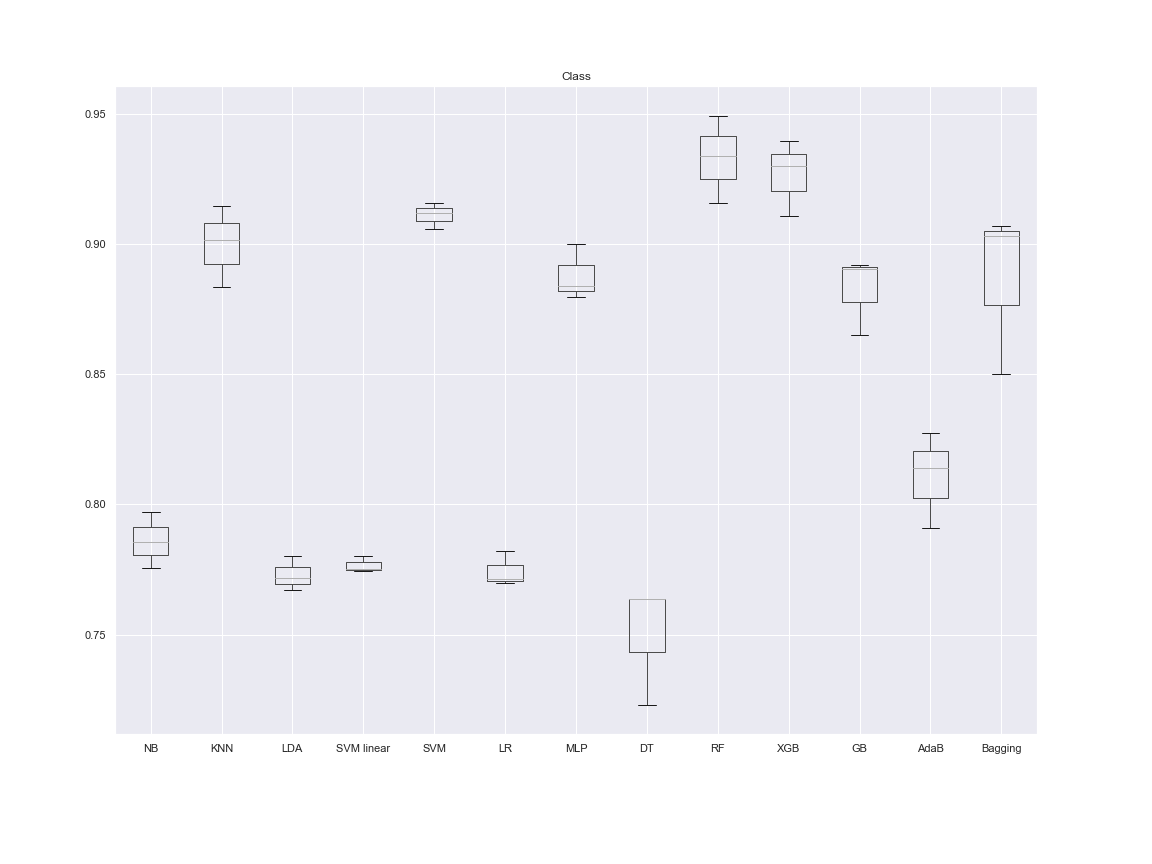 Class
0.95
0.90
0.85
0.80
0.75
NB KNN LDA SVM linear SVM LR MLP DT RF XGB GB AdaB Bagging